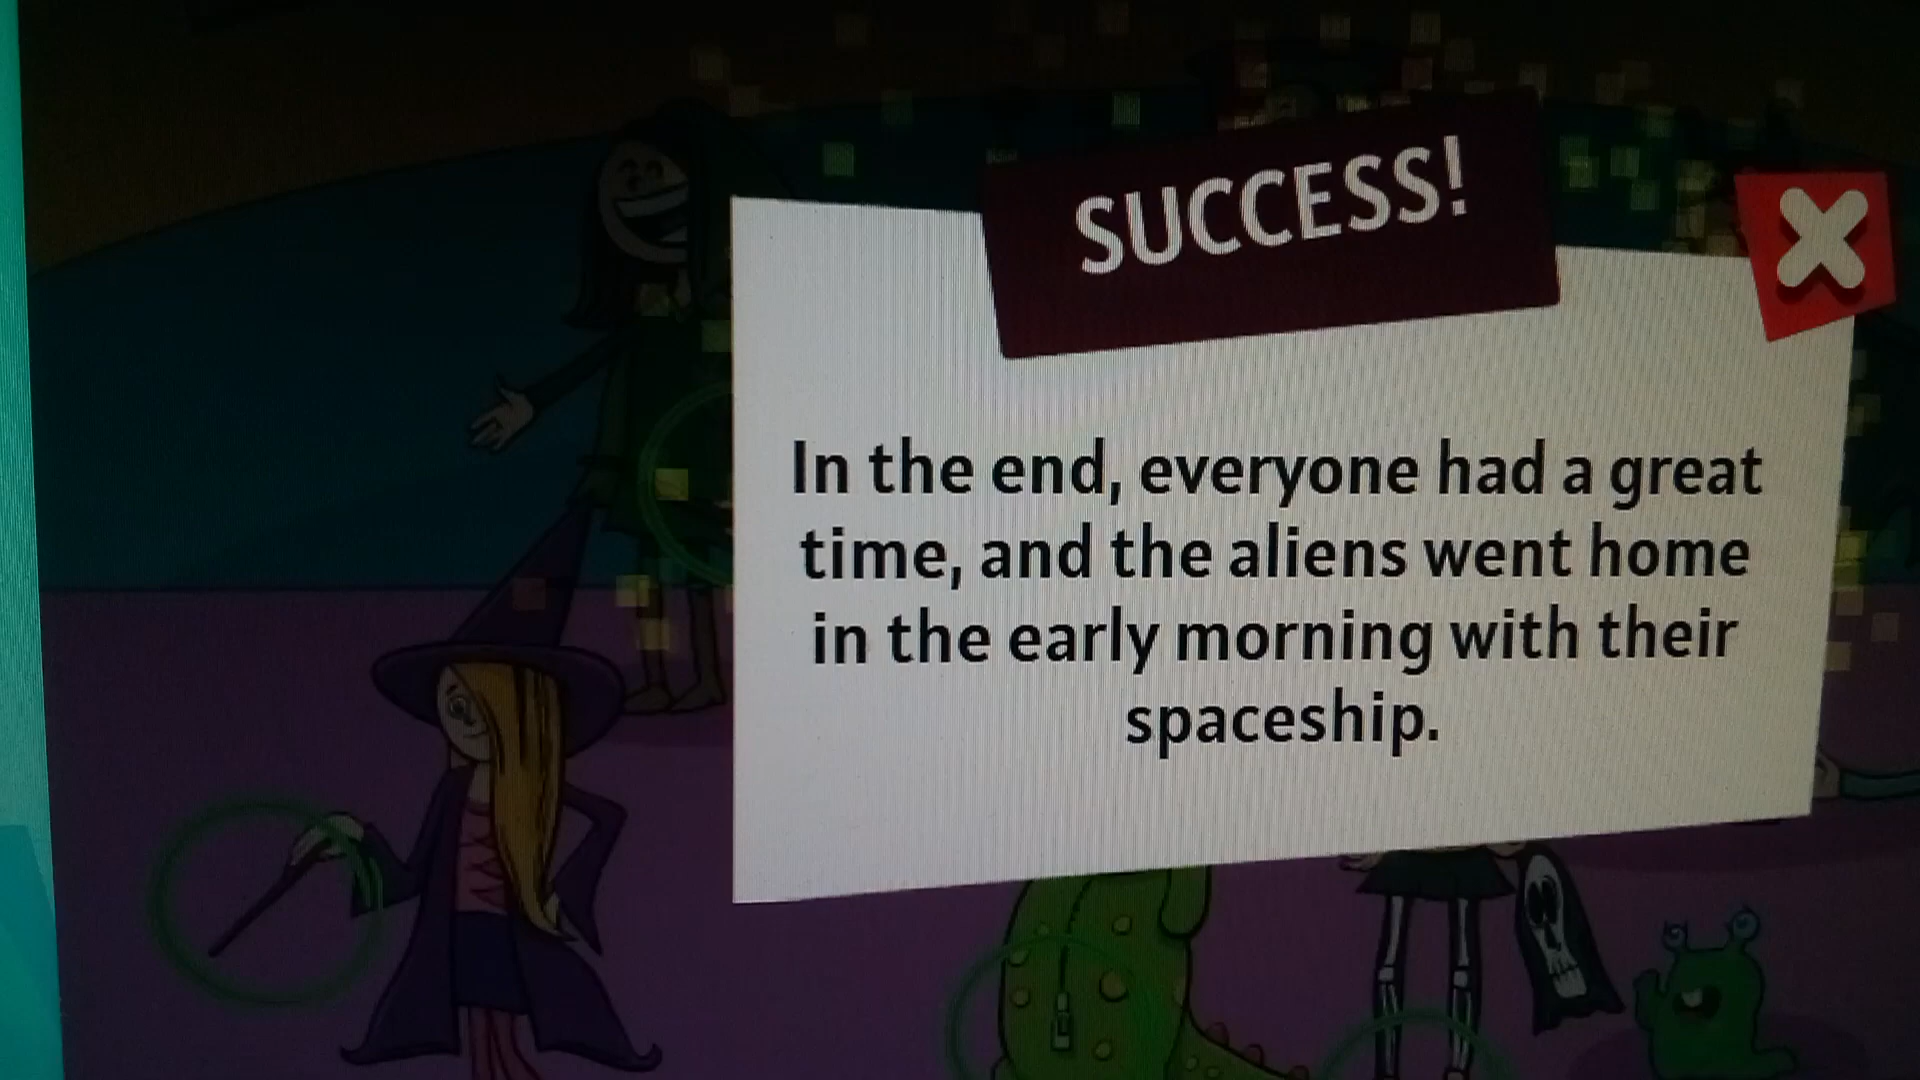 SUCCESS!
In the end, everyone had a great
time, and the aliens went home
in the early morning with their
spaceship.